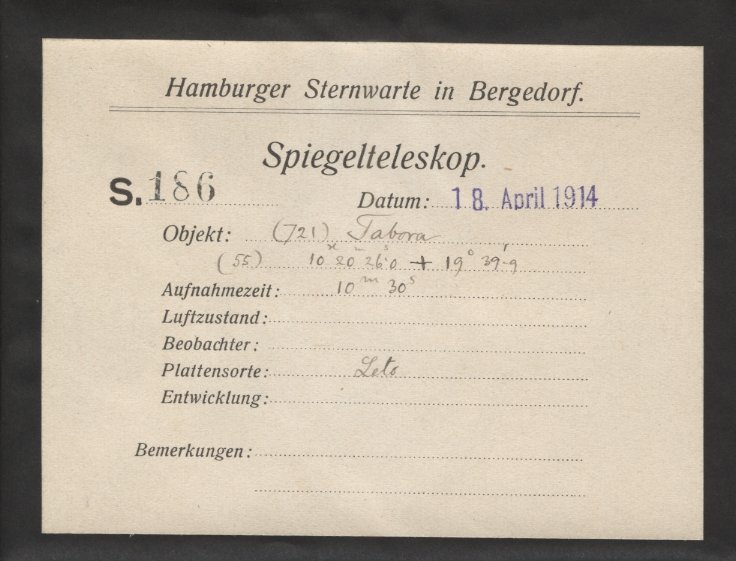 Hamburger Sternwarte in Bergedorf.
Spiegelteleskop.
S. 186 Datum: 18. April 1914
Objekt: (721) Tabora
(55) 10ʰ 20ᵐ 26ˢ.0 + 19° 39'.9
Aufnahmezeit: 10ᵐ 30ˢ
Luftzustand:
Beobachter:
Plattensorte: Leto
Entwicklung:
Bemerkungen: